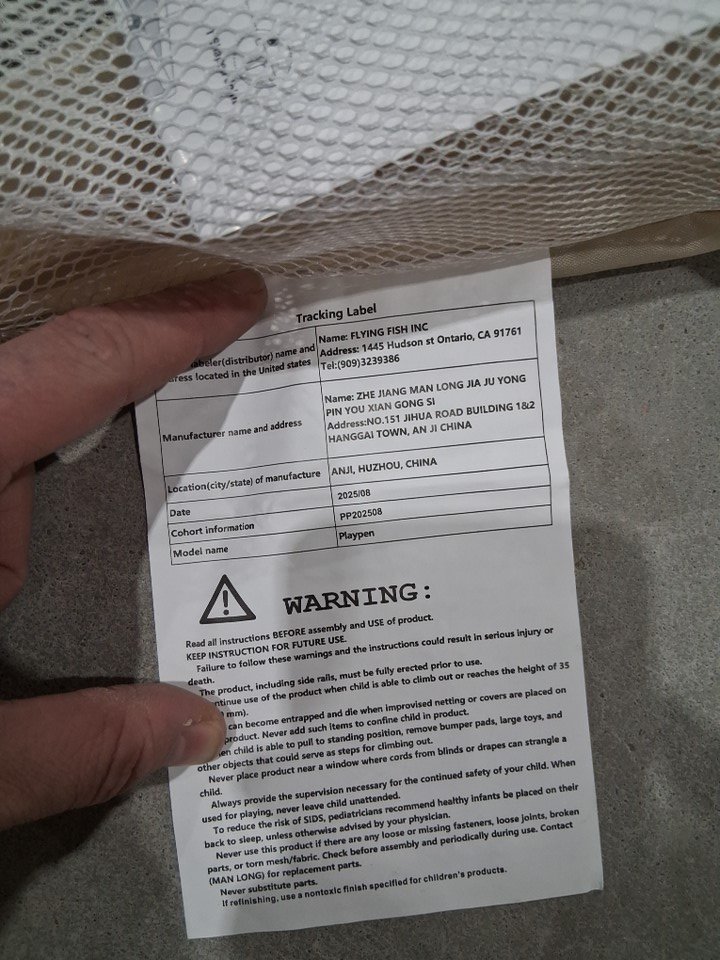 Tracking Label
abeler(distributor) name and
ress located in the United states
Name: FLYING FISH INC
Address: 1445 Hudson st Ontario, CA 91761
Tel:(909)3239386
Manufacturer name and address
Name: ZHE JIANG MAN LONG JIA JU YONG
PIN YOU XIAN GONG SI
Address:NO.151 JIHUA ROAD BUILDING 1&2
HANGGAI TOWN, AN JI CHINA
Location(city/state) of manufacture
ANJI, HUZHOU, CHINA
Date
2025/08
Cohort information
PP202508
Model name
Playpen
WARNING:
Read all instructions BEFORE assembly and USE of product.
KEEP INSTRUCTION FOR FUTURE USE.
Failure to follow these warnings and the instructions could result in serious injury or
death.
The product, including side rails, must be fully erected prior to use.
ntinue use of the product when child is able to climb out or reaches the height of 35
mm).
can become entrapped and die when improvised netting or covers are placed on
product. Never add such items to confine child in product.
en child is able to pull to standing position, remove bumper pads, large toys, and
other objects that could serve as steps for climbing out.
Never place product near a window where cords from blinds or drapes can strangle a
child.
Always provide the supervision necessary for the continued safety of your child. When
used for playing, never leave child unattended.
To reduce the risk of SIDS, pediatricians recommend healthy infants be placed on their
back to sleep, unless otherwise advised by your physician.
Never use this product if there are any loose or missing fasteners, loose joints, broken
parts, or torn mesh/fabric. Check before assembly and periodically during use. Contact
(MAN LONG) for replacement parts.
Never substitute parts.
If refinishing, use a nontoxic finish specified for children's products.